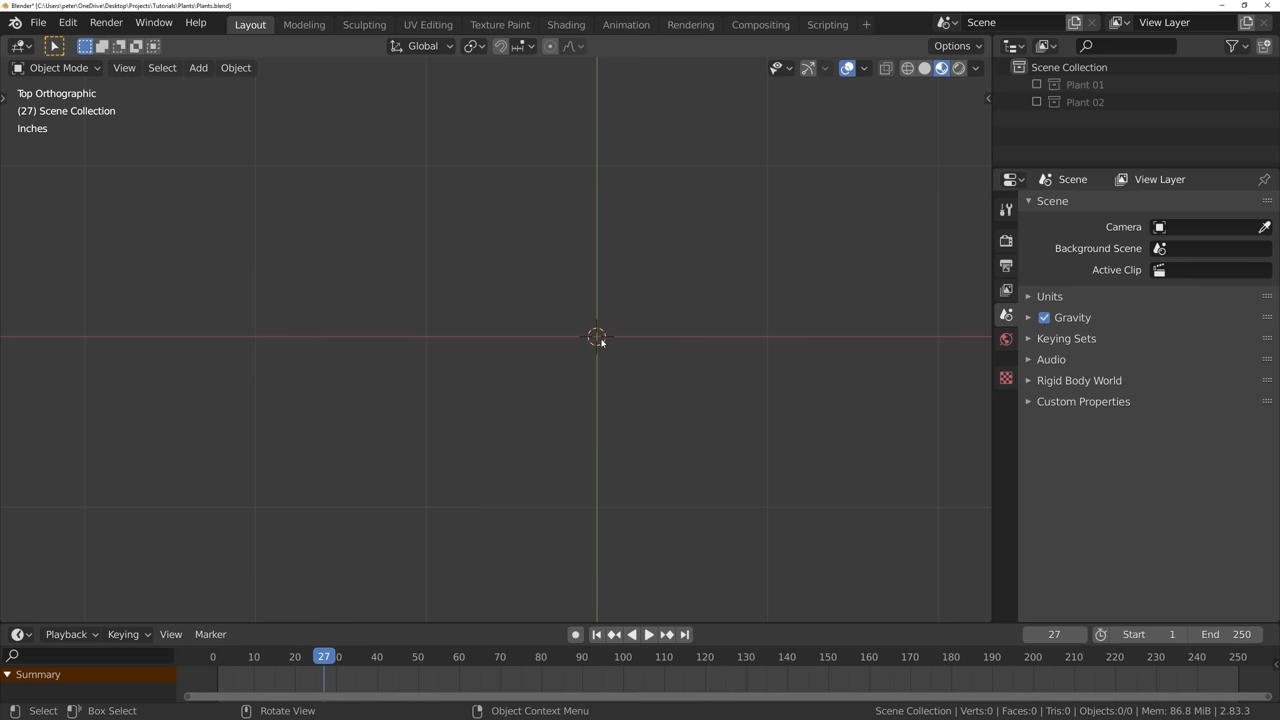 Blender* [C:\Users\peter\OneDrive\Desktop\Projects\Tutorials\Plants\Plants.blend]
File Edit Render Window Help Layout Modeling Sculpting UV Editing Texture Paint Shading Animation Rendering Compositing Scripting Scene View Layer
Global Options
Object Mode View Select Add Object
Scene Collection
Plant 01
Plant 02
Top Orthographic
(27) Scene Collection
Inches
Scene View Layer
Scene
Camera
Background Scene
Active Clip
Units
Gravity
Keying Sets
Audio
Rigid Body World
Custom Properties
Playback Keying View Marker 27 Start 1 End 250
0 10 20 27 30 40 50 60 70 80 90 100 110 120 130 140 150 160 170 180 190 200 210 220 230 240 250
Summary
Select Box Select Rotate View Object Context Menu Scene Collection | Verts:0 | Faces:0 | Tris:0 | Objects:0/0 | Mem: 86.8 MiB | 2.83.3